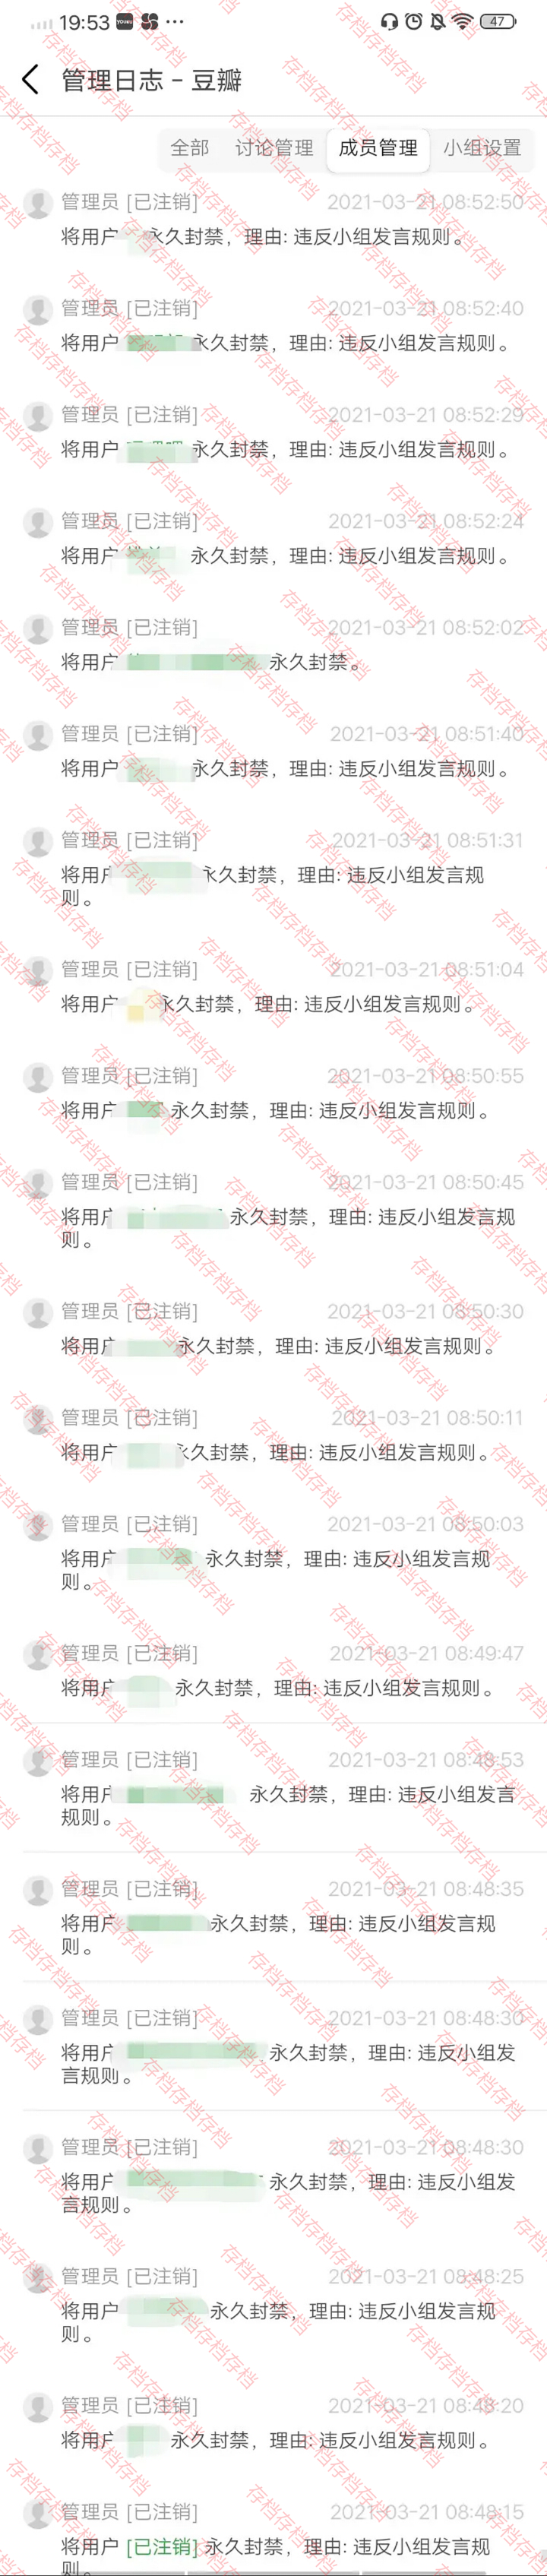 19:53
47
管理日志 - 豆瓣
全部 讨论管理 成员管理 小组设置
管理员 [已注销] 2021-03-21 08:52:50
将用户 永久封禁，理由: 违反小组发言规则。
管理员 [已注销] 2021-03-21 08:52:40
将用户 永久封禁，理由: 违反小组发言规则。
管理员 [已注销] 2021-03-21 08:52:29
将用户 永久封禁，理由: 违反小组发言规则。
管理员 [已注销] 2021-03-21 08:52:24
将用户 永久封禁，理由: 违反小组发言规则。
管理员 [已注销] 2021-03-21 08:52:02
将用户 永久封禁。
管理员 [已注销] 2021-03-21 08:51:40
将用户 永久封禁，理由: 违反小组发言规则。
管理员 [已注销] 2021-03-21 08:51:31
将用户 永久封禁，理由: 违反小组发言规
则。
管理员 [已注销] 2021-03-21 08:51:04
将用户 永久封禁，理由: 违反小组发言规则。
管理员 [已注销] 2021-03-21 08:50:55
将用户 永久封禁，理由: 违反小组发言规则。
管理员 [已注销] 2021-03-21 08:50:45
将用户 永久封禁，理由: 违反小组发言规
则。
管理员 [已注销] 2021-03-21 08:50:30
将用户 永久封禁，理由: 违反小组发言规则。
管理员 [已注销] 2021-03-21 08:50:11
将用户 永久封禁，理由: 违反小组发言规则。
管理员 [已注销] 2021-03-21 08:50:03
将用户 永久封禁，理由: 违反小组发言规
则。
管理员 [已注销] 2021-03-21 08:49:47
将用户 永久封禁，理由: 违反小组发言规则。
管理员 [已注销] 2021-03-21 08:48:53
将用户 永久封禁，理由: 违反小组发言
规则。
管理员 [已注销] 2021-03-21 08:48:35
将用户 永久封禁，理由: 违反小组发言规
则。
管理员 [已注销] 2021-03-21 08:48:30
将用户 永久封禁，理由: 违反小组发
言规则。
管理员 [已注销] 2021-03-21 08:48:30
将用户 永久封禁，理由: 违反小组发
言规则。
管理员 [已注销] 2021-03-21 08:48:25
将用户 永久封禁，理由: 违反小组发言规
则。
管理员 [已注销] 2021-03-21 08:48:20
将用户 永久封禁，理由: 违反小组发言规则。
管理员 [已注销] 2021-03-21 08:48:15
将用户 [已注销] 永久封禁，理由: 违反小组发言规
则。
存档存档存档